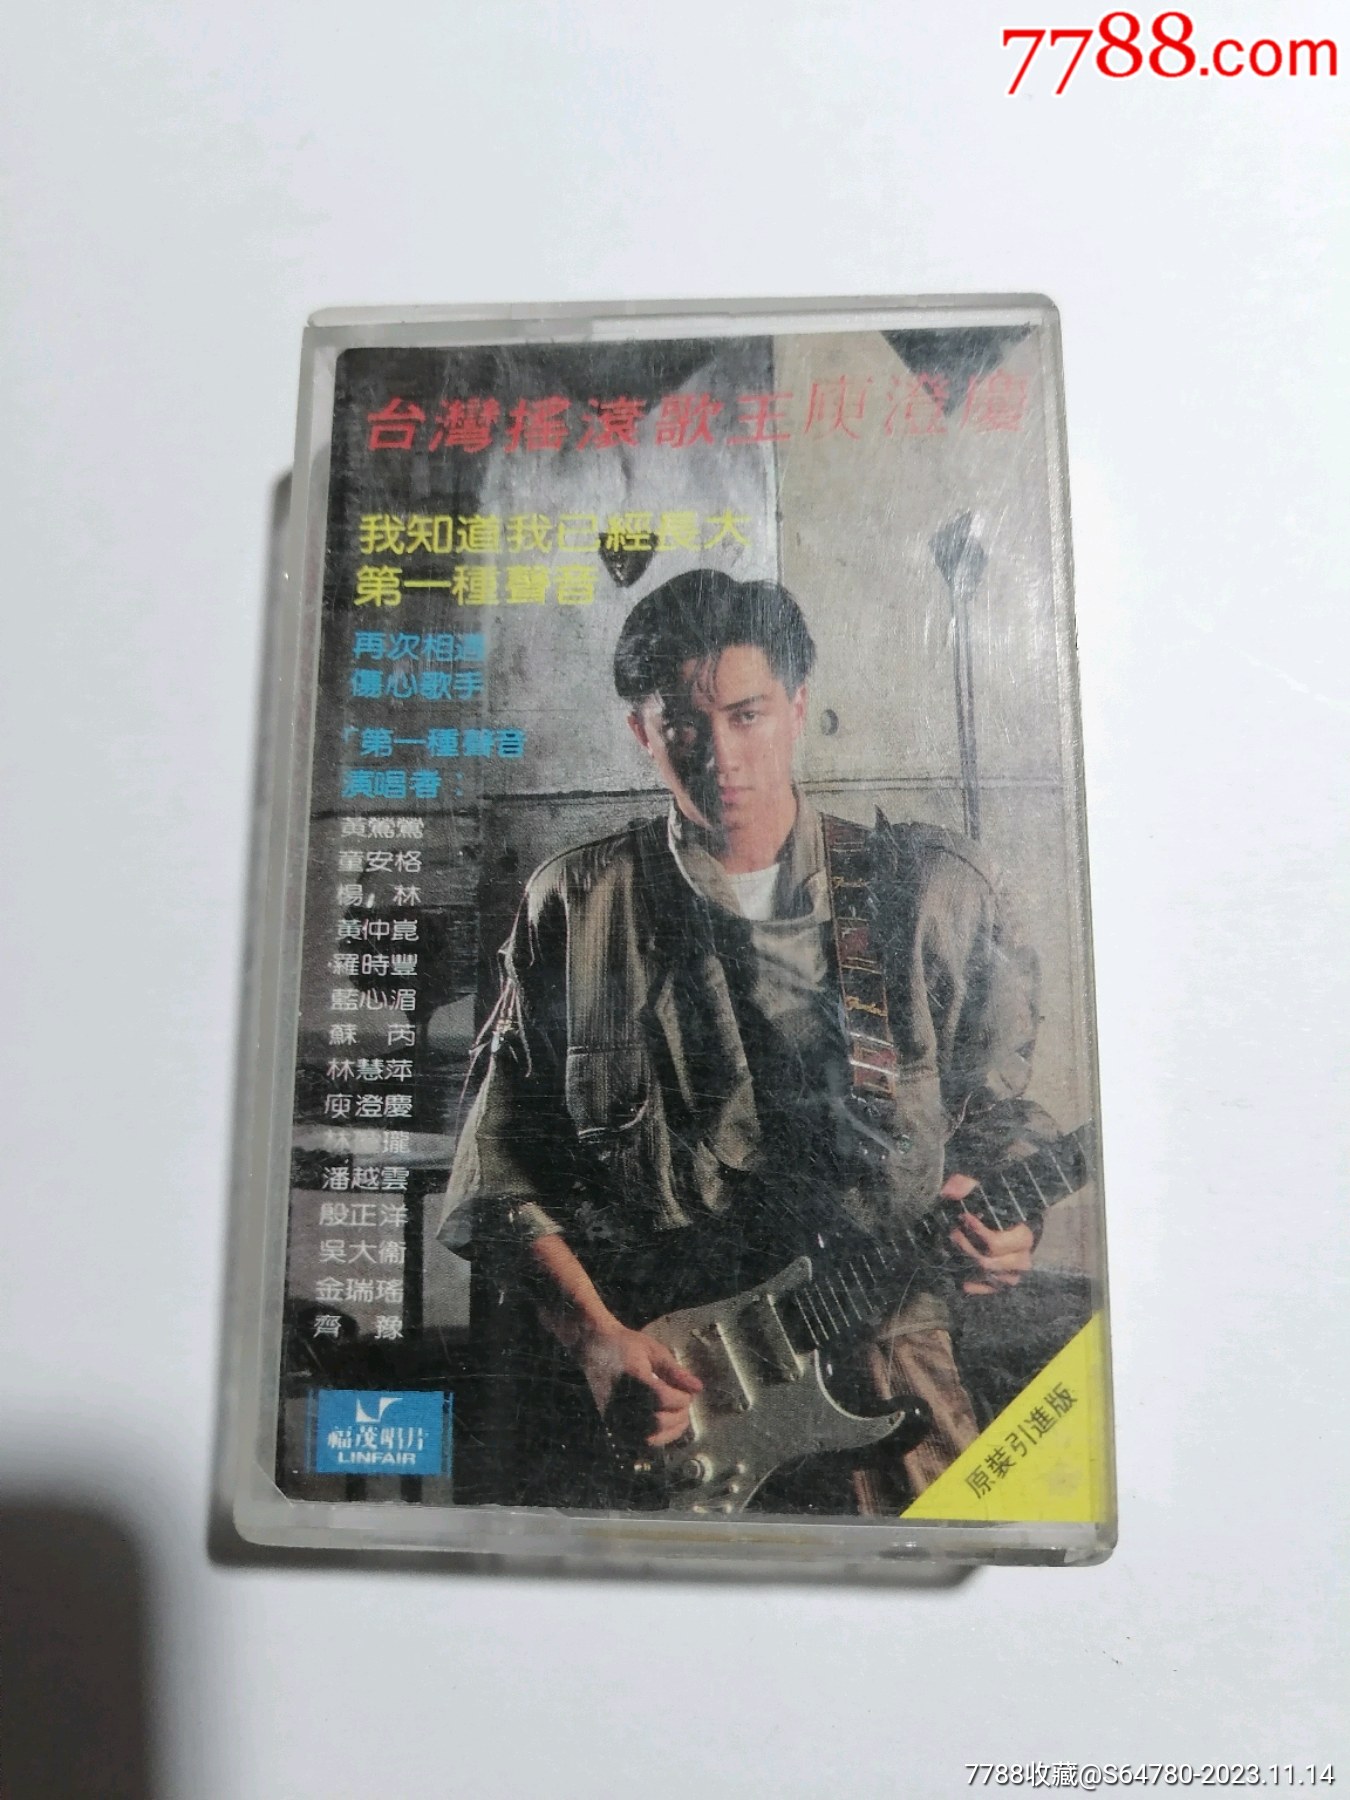 7788.com
台灣搖滾歌王庾澄慶
我知道我已經長大
第一種聲音
再次相遇
傷心歌手
「第一種聲音
演唱者：
黃鶯鶯
童安格
楊 林
黃仲崑
羅時豐
藍心湄
蘇 芮
林慧萍
庾澄慶
林 瓏
潘越雲
殷正洋
吳大衞
金瑞瑤
齊 豫
福茂唱片
LINFAIR
原裝引進版
Fender
7788收藏@S64780-2023.11.14